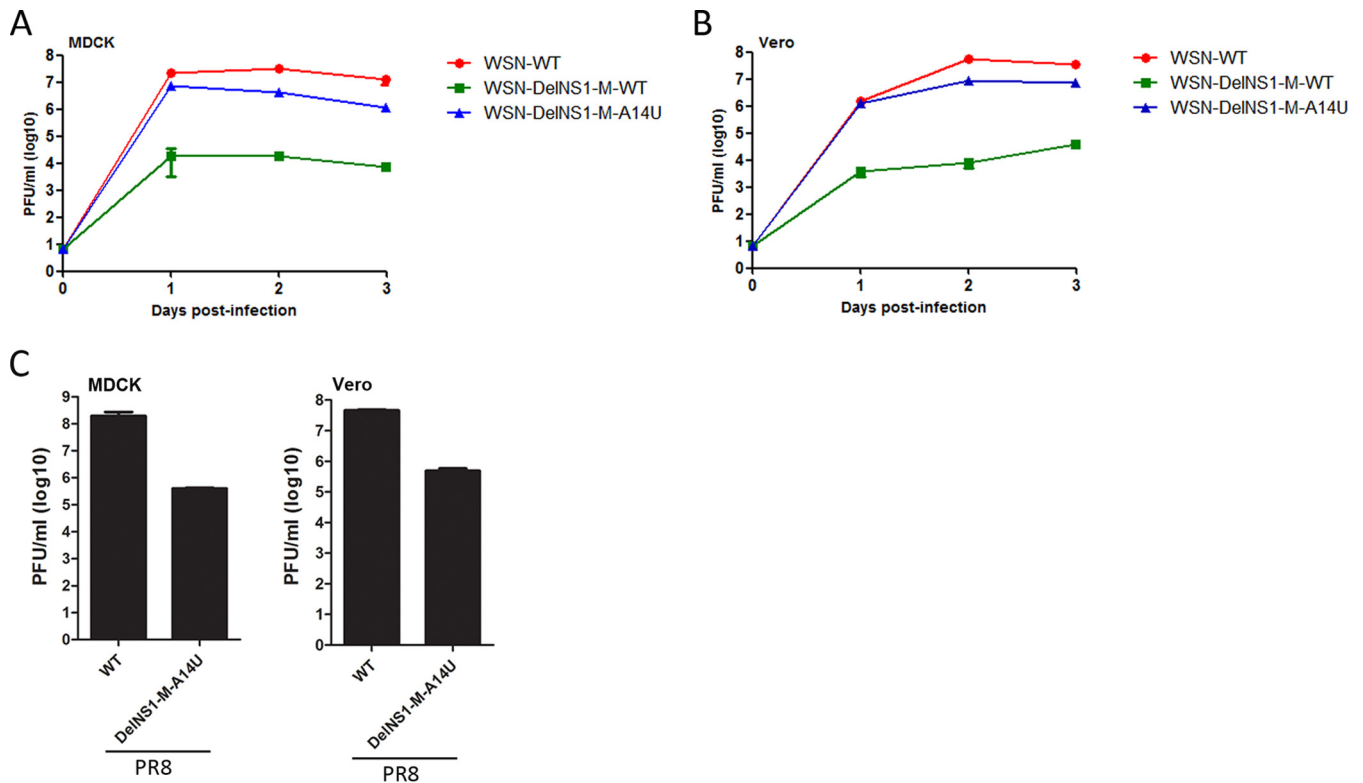 A
MDCK
8
7
6
5
4
3
2
1
0
PFU/ml (log10)
0 1 2 3
Days post-infection
WSN-WT
WSN-DelNS1-M-WT
WSN-DelNS1-M-A14U
B
Vero
8
7
6
5
4
3
2
1
0
PFU/ml (log10)
0 1 2 3
Days post-infection
WSN-WT
WSN-DelNS1-M-WT
WSN-DelNS1-M-A14U
C
MDCK
9
8
7
6
5
4
3
2
1
0
PFU/ml (log10)
WT
DelNS1-M-A14U
PR8
Vero
8
7
6
5
4
3
2
1
0
PFU/ml (log10)
WT
DelNS1-M-A14U
PR8